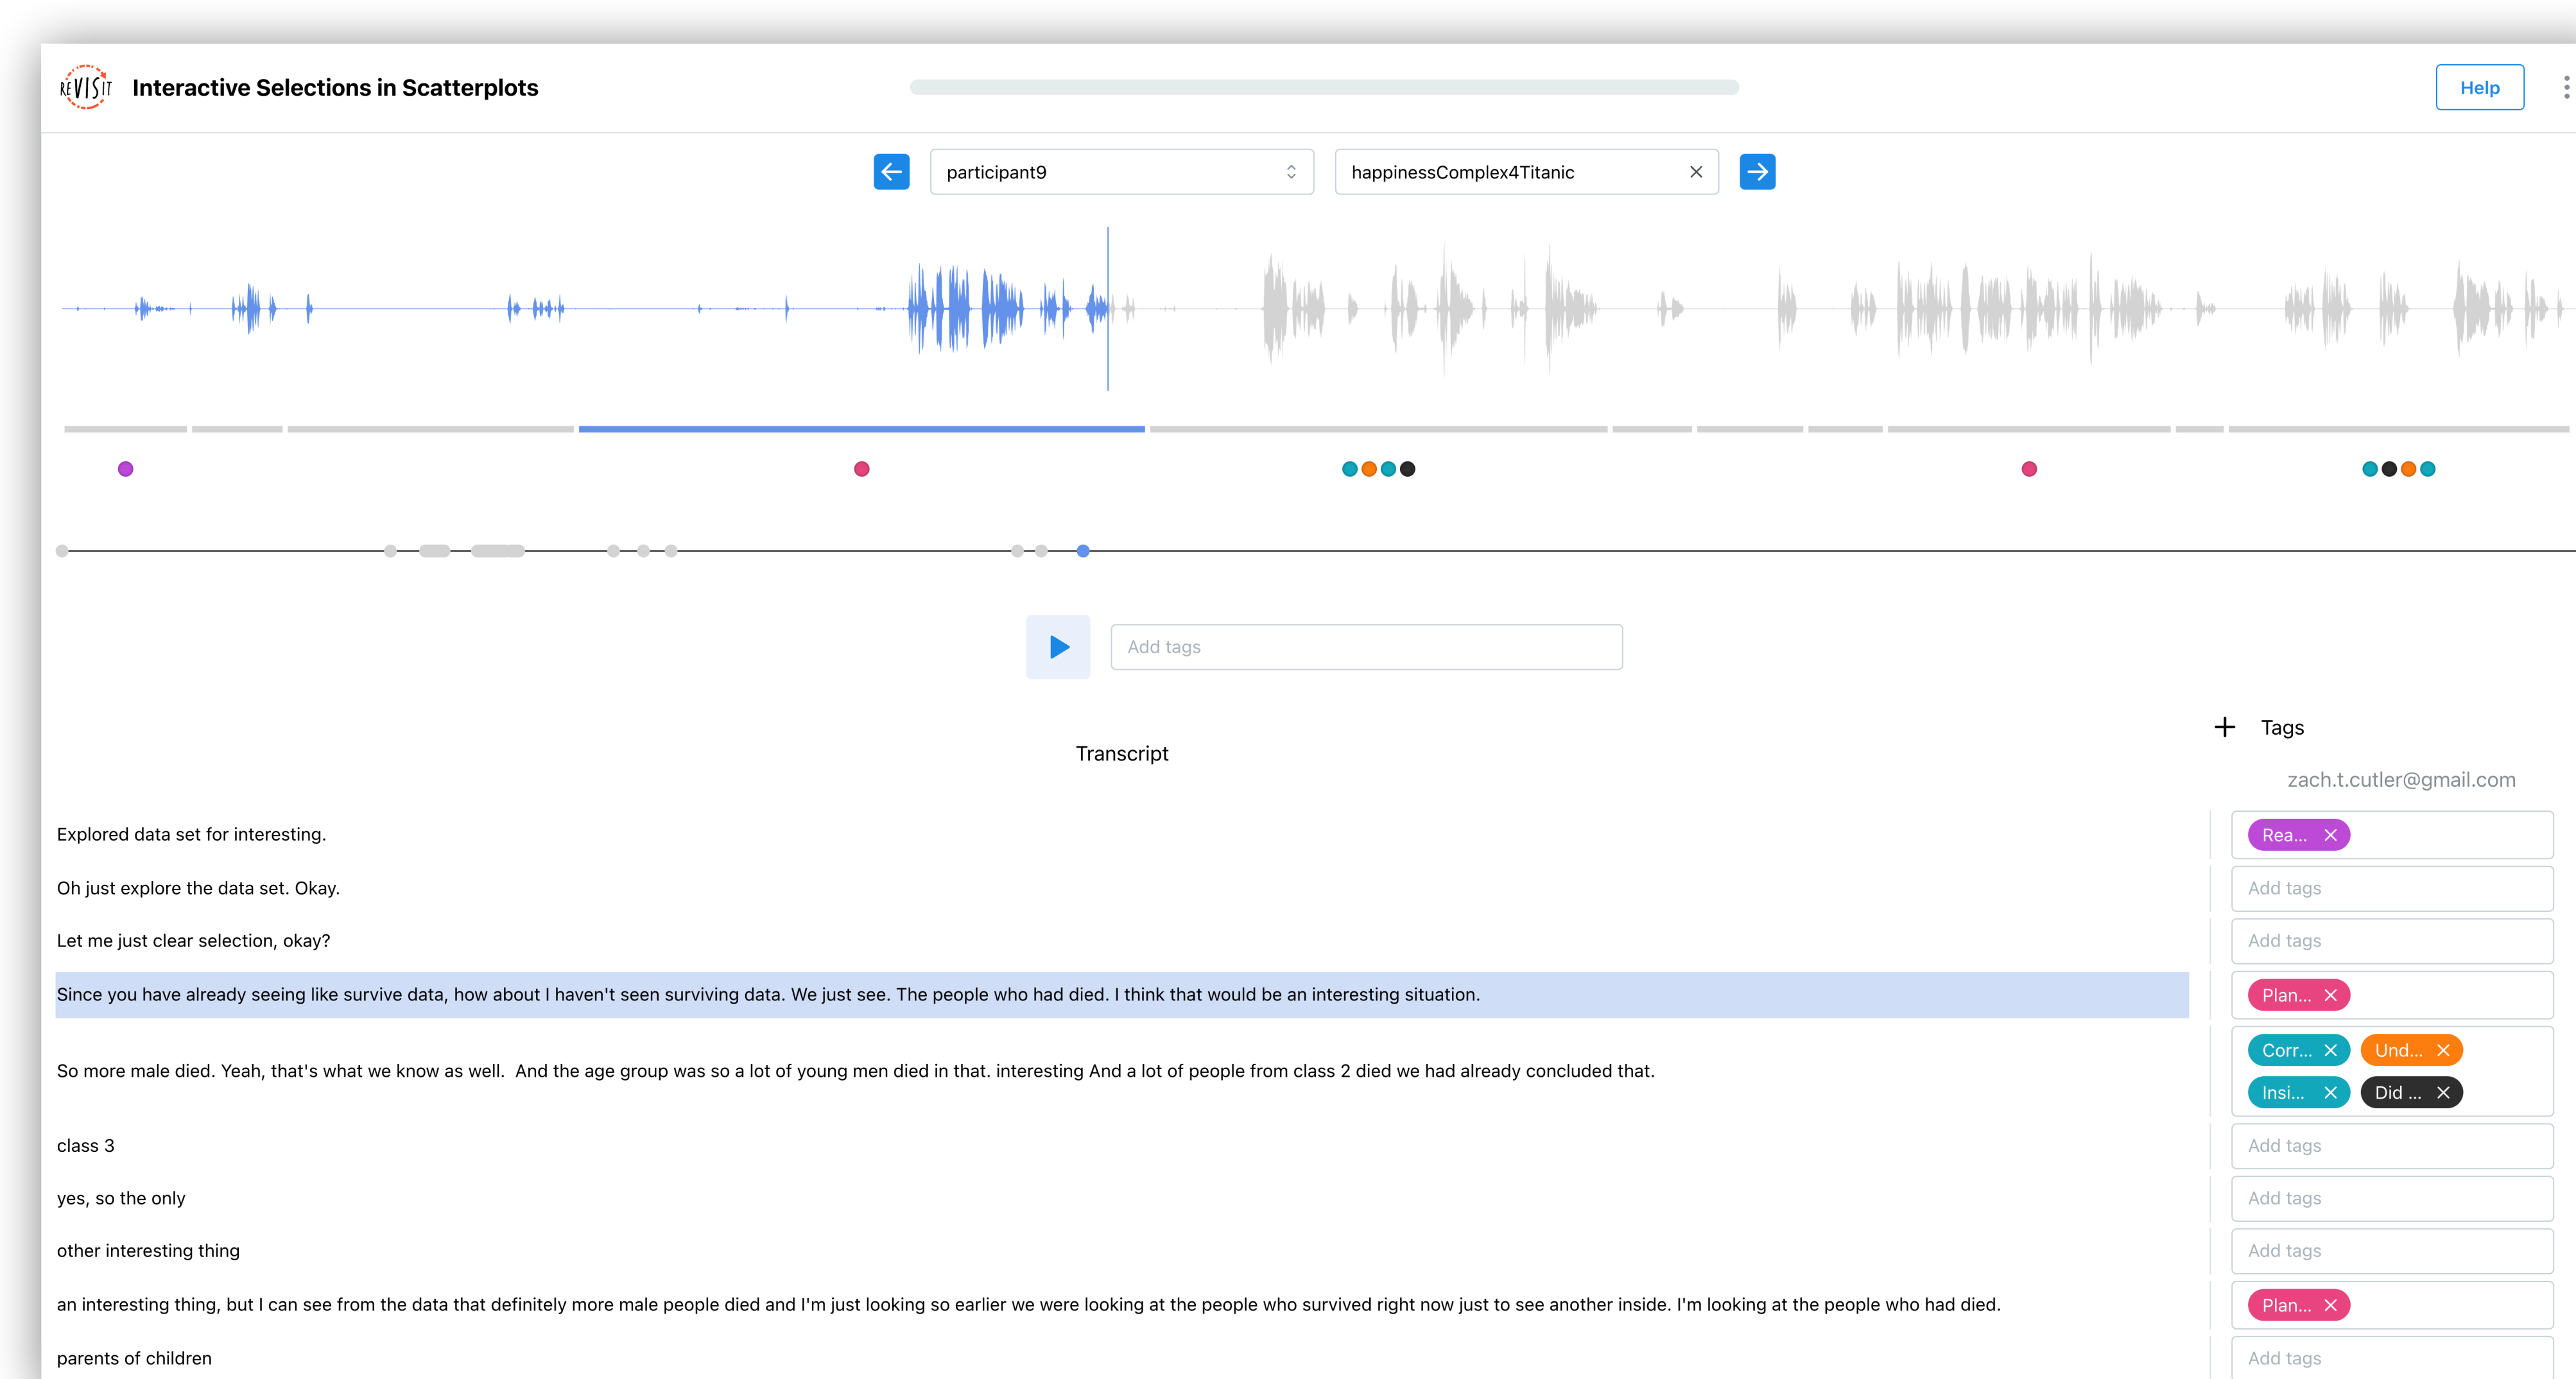 REVISIT Interactive Selections in Scatterplots
Help
participant9
happinessComplex4Titanic
Add tags
Transcript
Tags
zach.t.cutler@gmail.com
Explored data set for interesting.
Rea...
Oh just explore the data set. Okay.
Add tags
Let me just clear selection, okay?
Add tags
Since you have already seeing like survive data, how about I haven't seen surviving data. We just see. The people who had died. I think that would be an interesting situation.
Plan...
So more male died. Yeah, that's what we know as well.  And the age group was so a lot of young men died in that. interesting And a lot of people from class 2 died we had already concluded that.
Corr... Und...
Insi... Did ...
class 3
Add tags
yes, so the only
Add tags
other interesting thing
Add tags
an interesting thing, but I can see from the data that definitely more male people died and I'm just looking so earlier we were looking at the people who survived right now just to see another inside. I'm looking at the people who had died.
Plan...
parents of children
Add tags